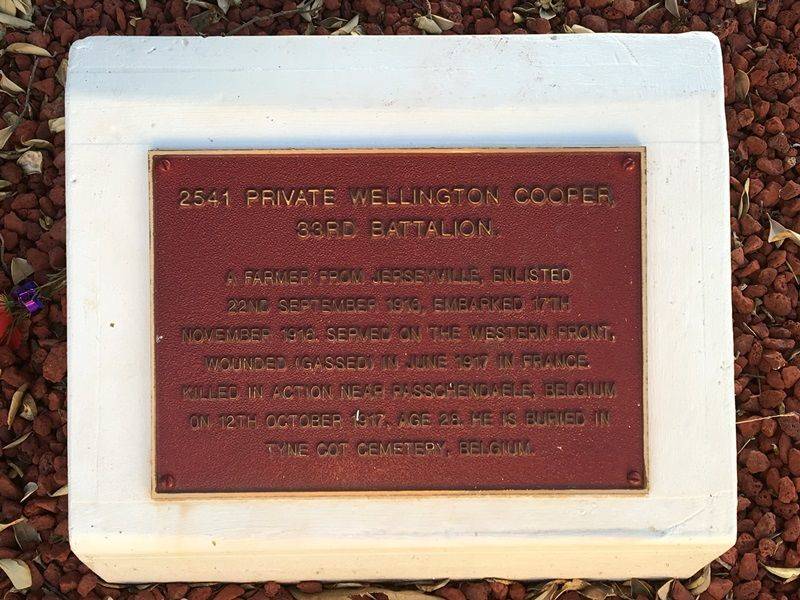 2541 PRIVATE WELLINGTON COOPER,
33RD BATTALION.
A FARMER FROM JERSEYVILLE, ENLISTED
22ND SEPTEMBER 1916, EMBARKED 17TH
NOVEMBER 1916. SERVED ON THE WESTERN FRONT,
WOUNDED (GASSED) IN JUNE 1917 IN FRANCE.
KILLED IN ACTION NEAR PASSCHENDAELE, BELGIUM
ON 12TH OCTOBER 1917, AGE 28. HE IS BURIED IN
TYNE COT CEMETERY, BELGIUM.